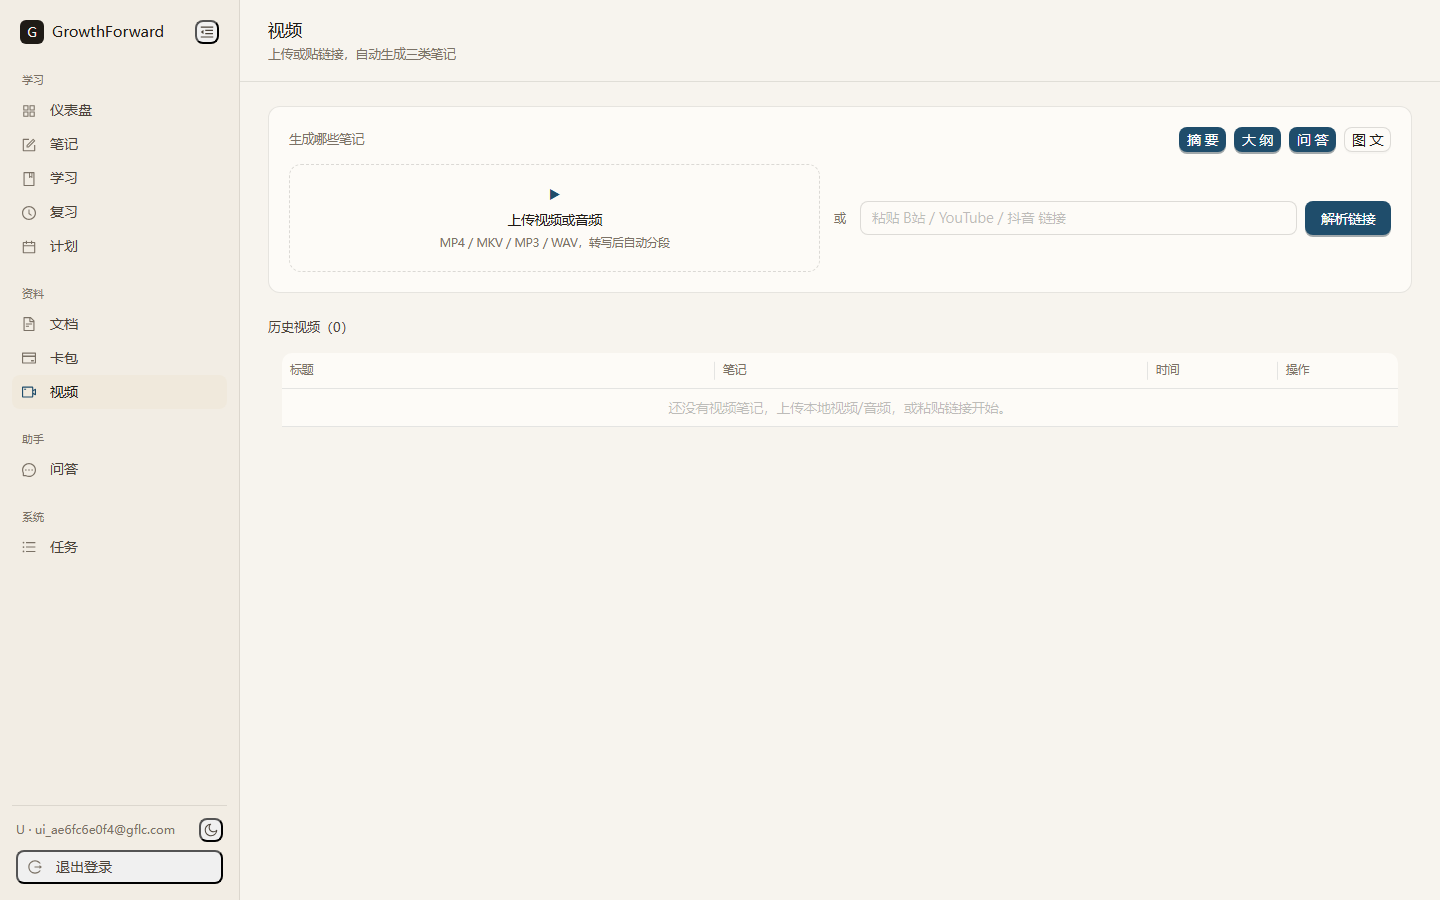 G GrowthForward
学习
仪表盘
笔记
学习
复习
计划
资料
文档
卡包
视频
助手
问答
系统
任务
U · ui_ae6fc6e0f4@gflc.com
退出登录
视频
上传或贴链接，自动生成三类笔记
生成哪些笔记
摘要 大纲 问答 图文
上传视频或音频
MP4 / MKV / MP3 / WAV，转写后自动分段
或 粘贴 B站 / YouTube / 抖音 链接 解析链接
历史视频（0）
标题 笔记 时间 操作
还没有视频笔记，上传本地视频/音频，或粘贴链接开始。